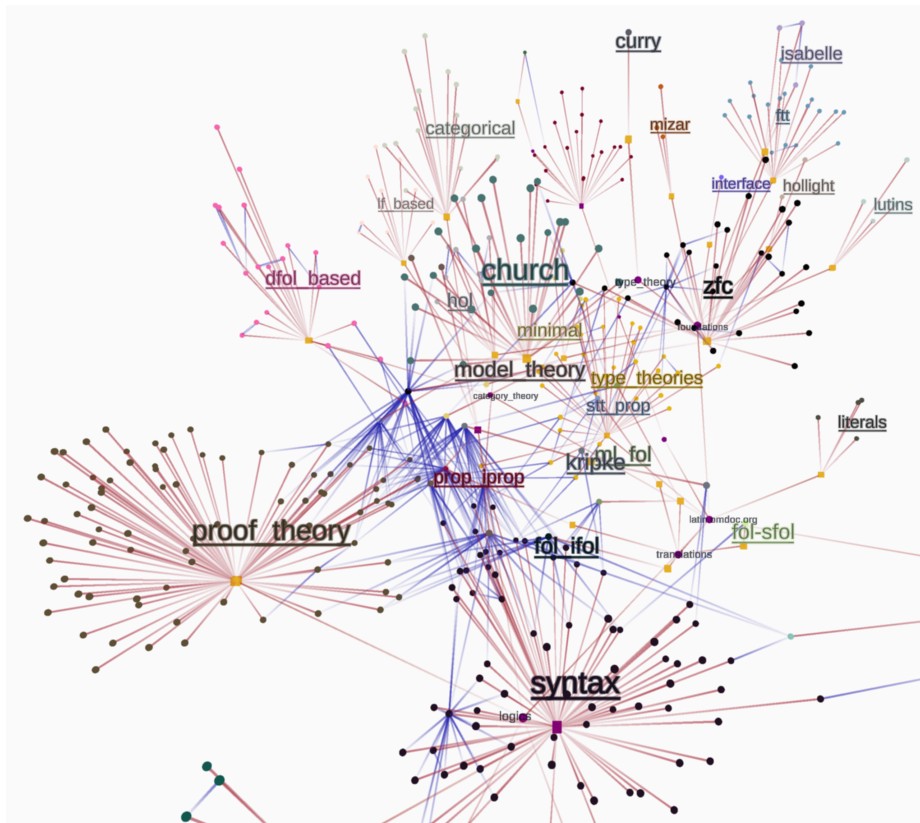 curry
isabelle
categorical
mizar
ftt
interface
hollight
lf_based
lutins
dfol_based
church
type_theory
zfc
hol
minimal
foundations
model_theory
type_theories
category_theory
stt_prop
literals
ml_fol
kripke
prop_iprop
proof_theory
latin.omdoc.org
fol-sfol
fol_ifol
translations
syntax
logics